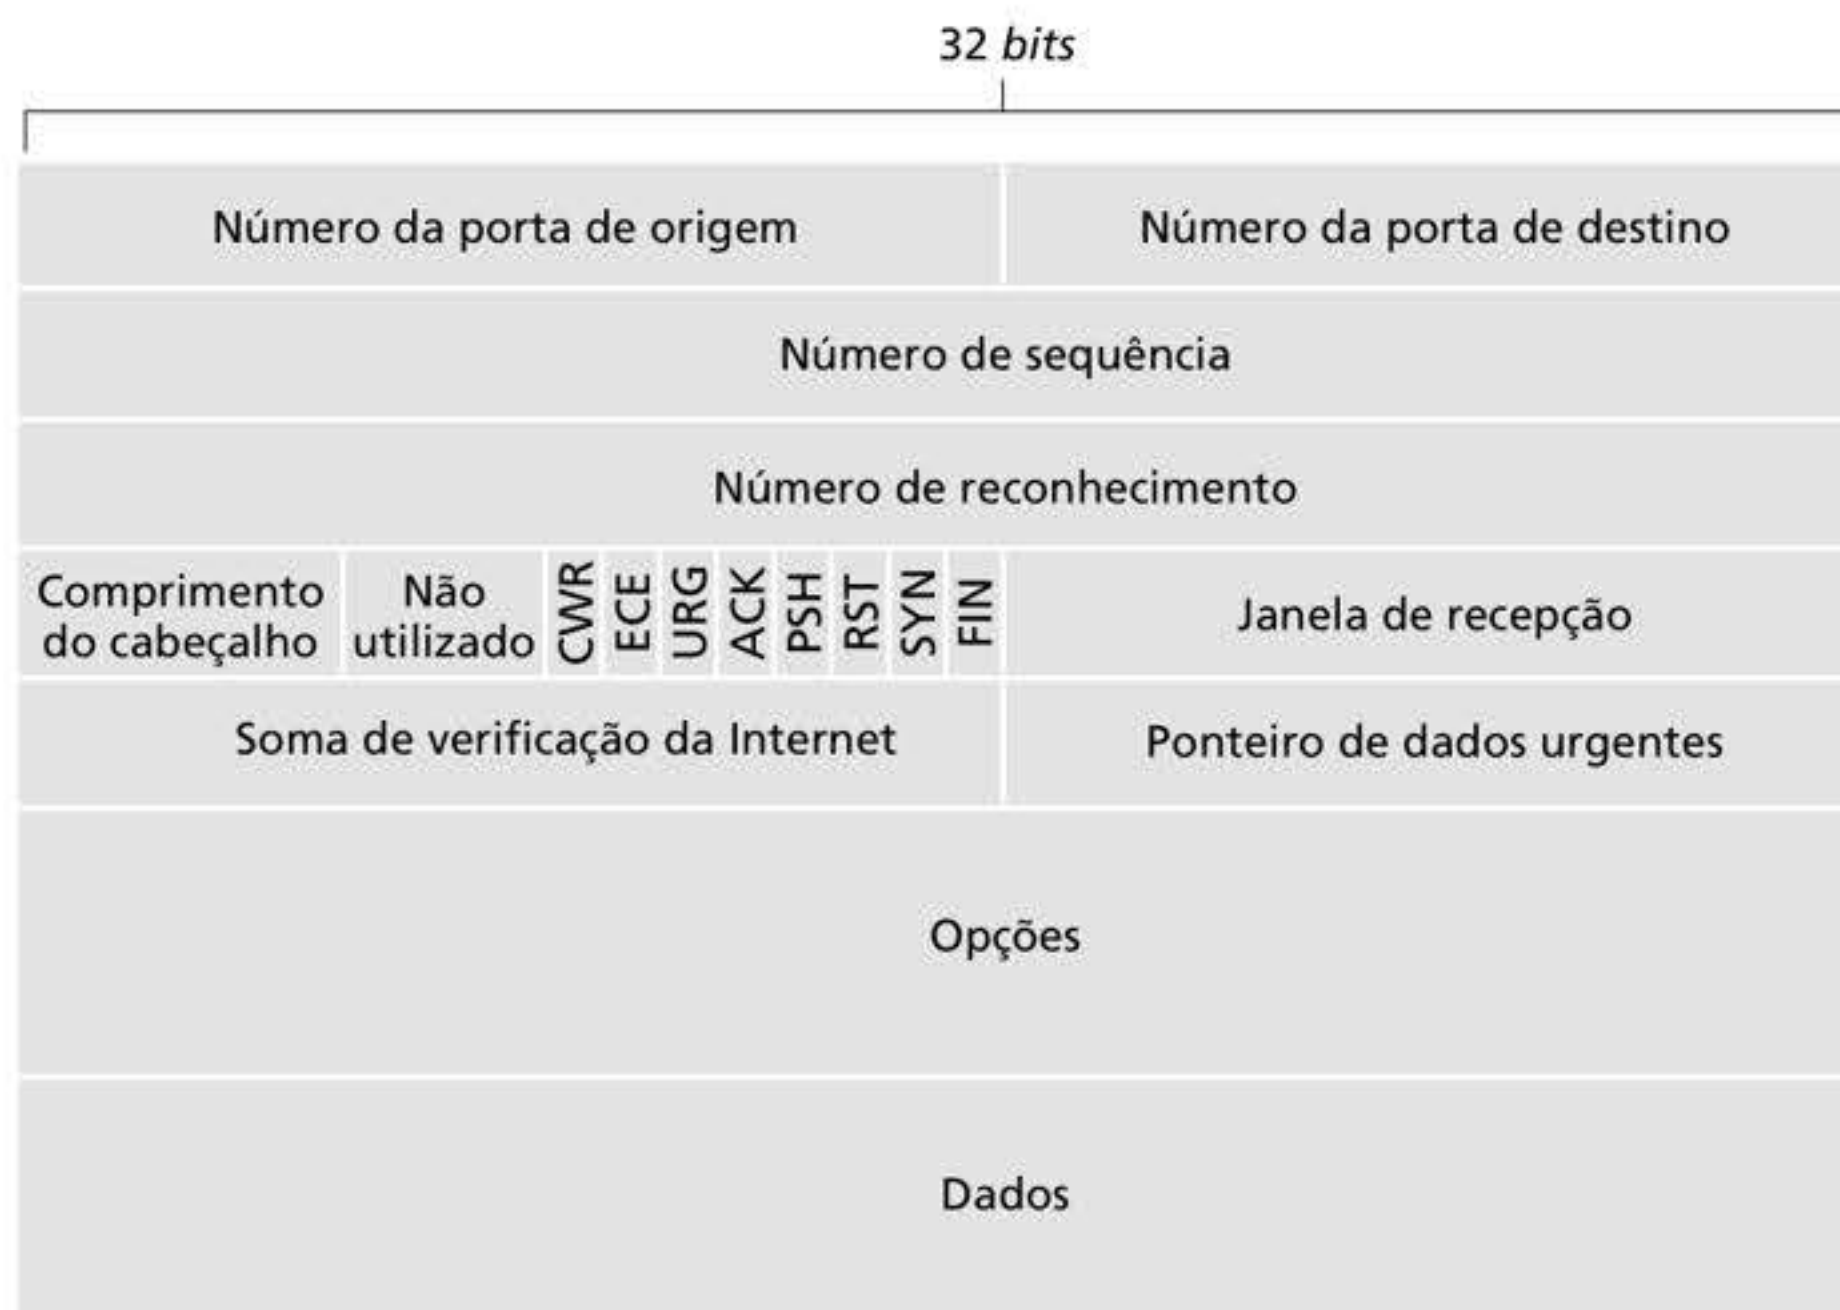 32 bits
Número da porta de origem
Número da porta de destino
Número de sequência
Número de reconhecimento
Comprimento
do cabeçalho
Não
utilizado
CWR
ECE
URG
ACK
PSH
RST
SYN
FIN
Janela de recepção
Soma de verificação da Internet
Ponteiro de dados urgentes
Opções
Dados